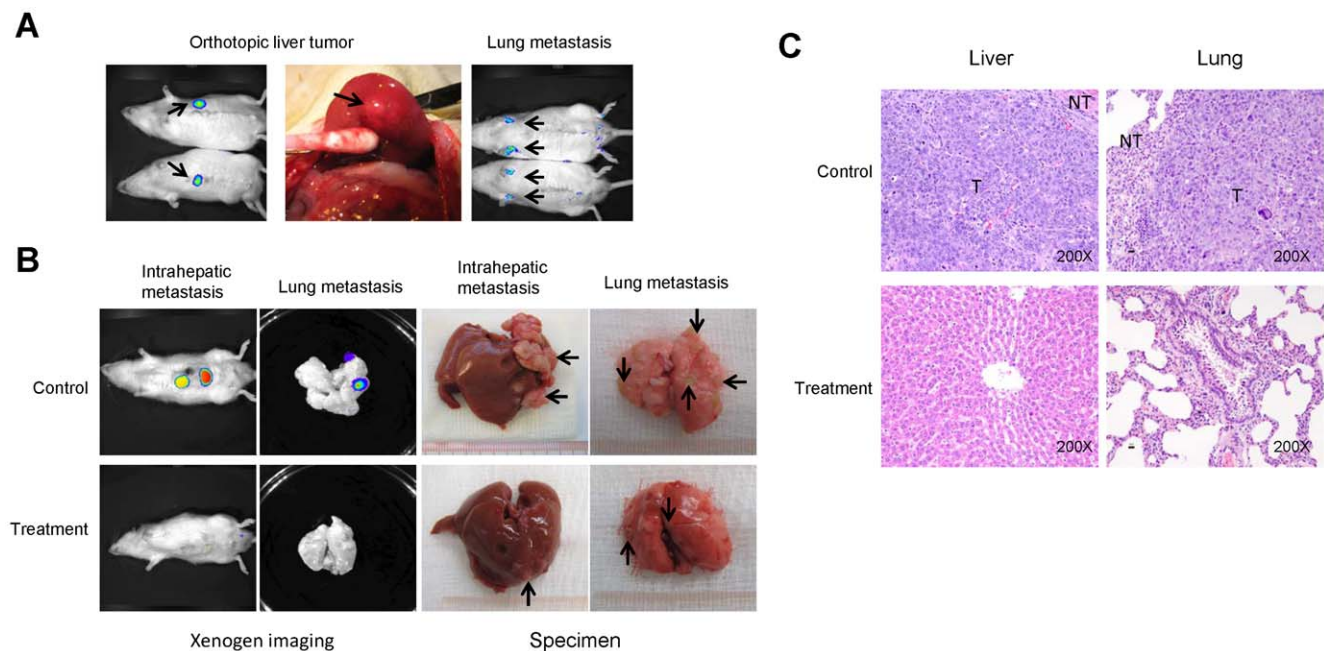 A
Orthotopic liver tumor
Lung metastasis
B
Intrahepatic
metastasis
Lung metastasis
Intrahepatic
metastasis
Lung metastasis
Control
Treatment
Xenogen imaging
Specimen
C
Liver
Lung
Control
NT
T
200X
NT
T
200X
Treatment
200X
200X